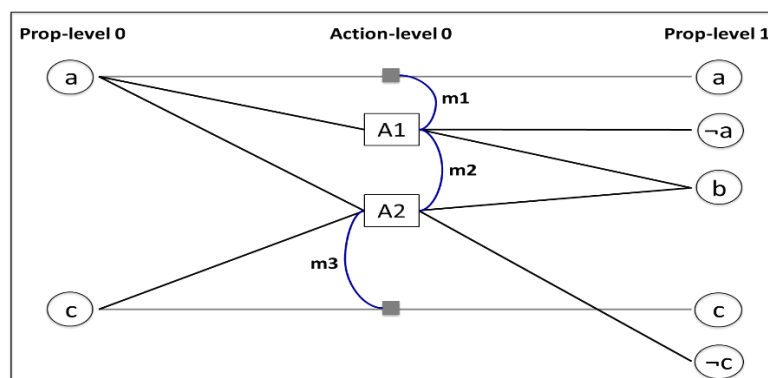 Prop-level 0 Action-level 0 Prop-level 1
a a
m1
A1 ¬a
m2 b
A2
m3
c c
¬c